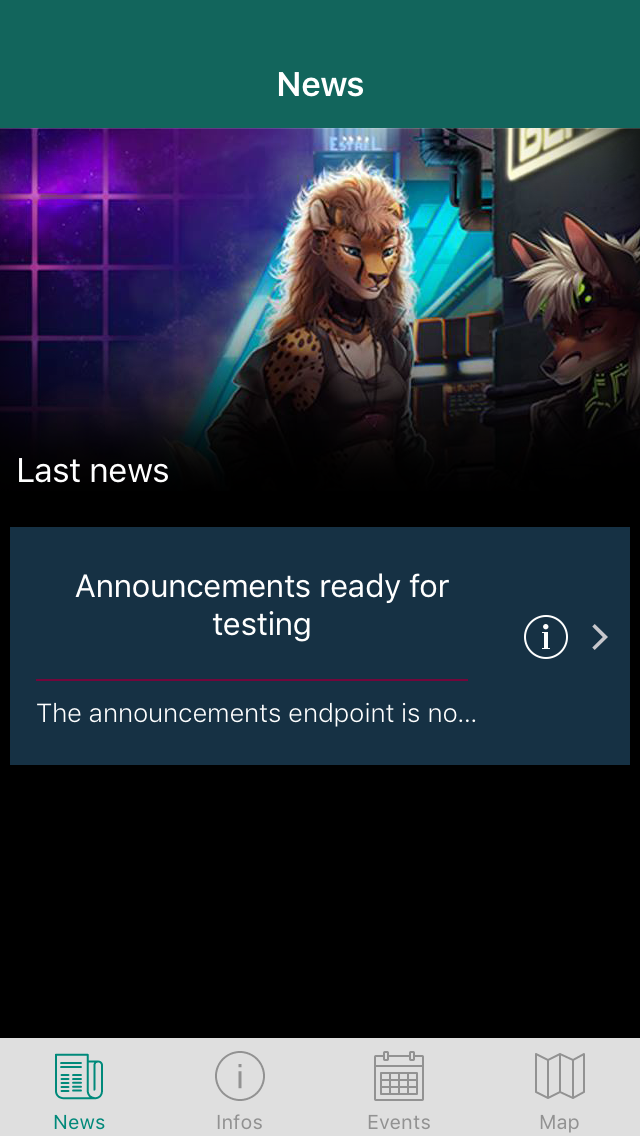 News
Last news
Announcements ready for
testing
The announcements endpoint is no...
News
Infos
Events
Map